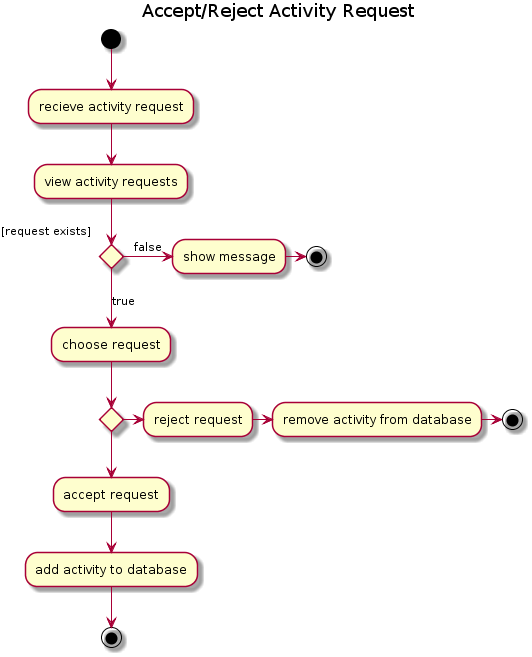 Accept/Reject Activity Request
recieve activity request
view activity requests
[request exists]
false
show message
true
choose request
reject request
remove activity from database
accept request
add activity to database